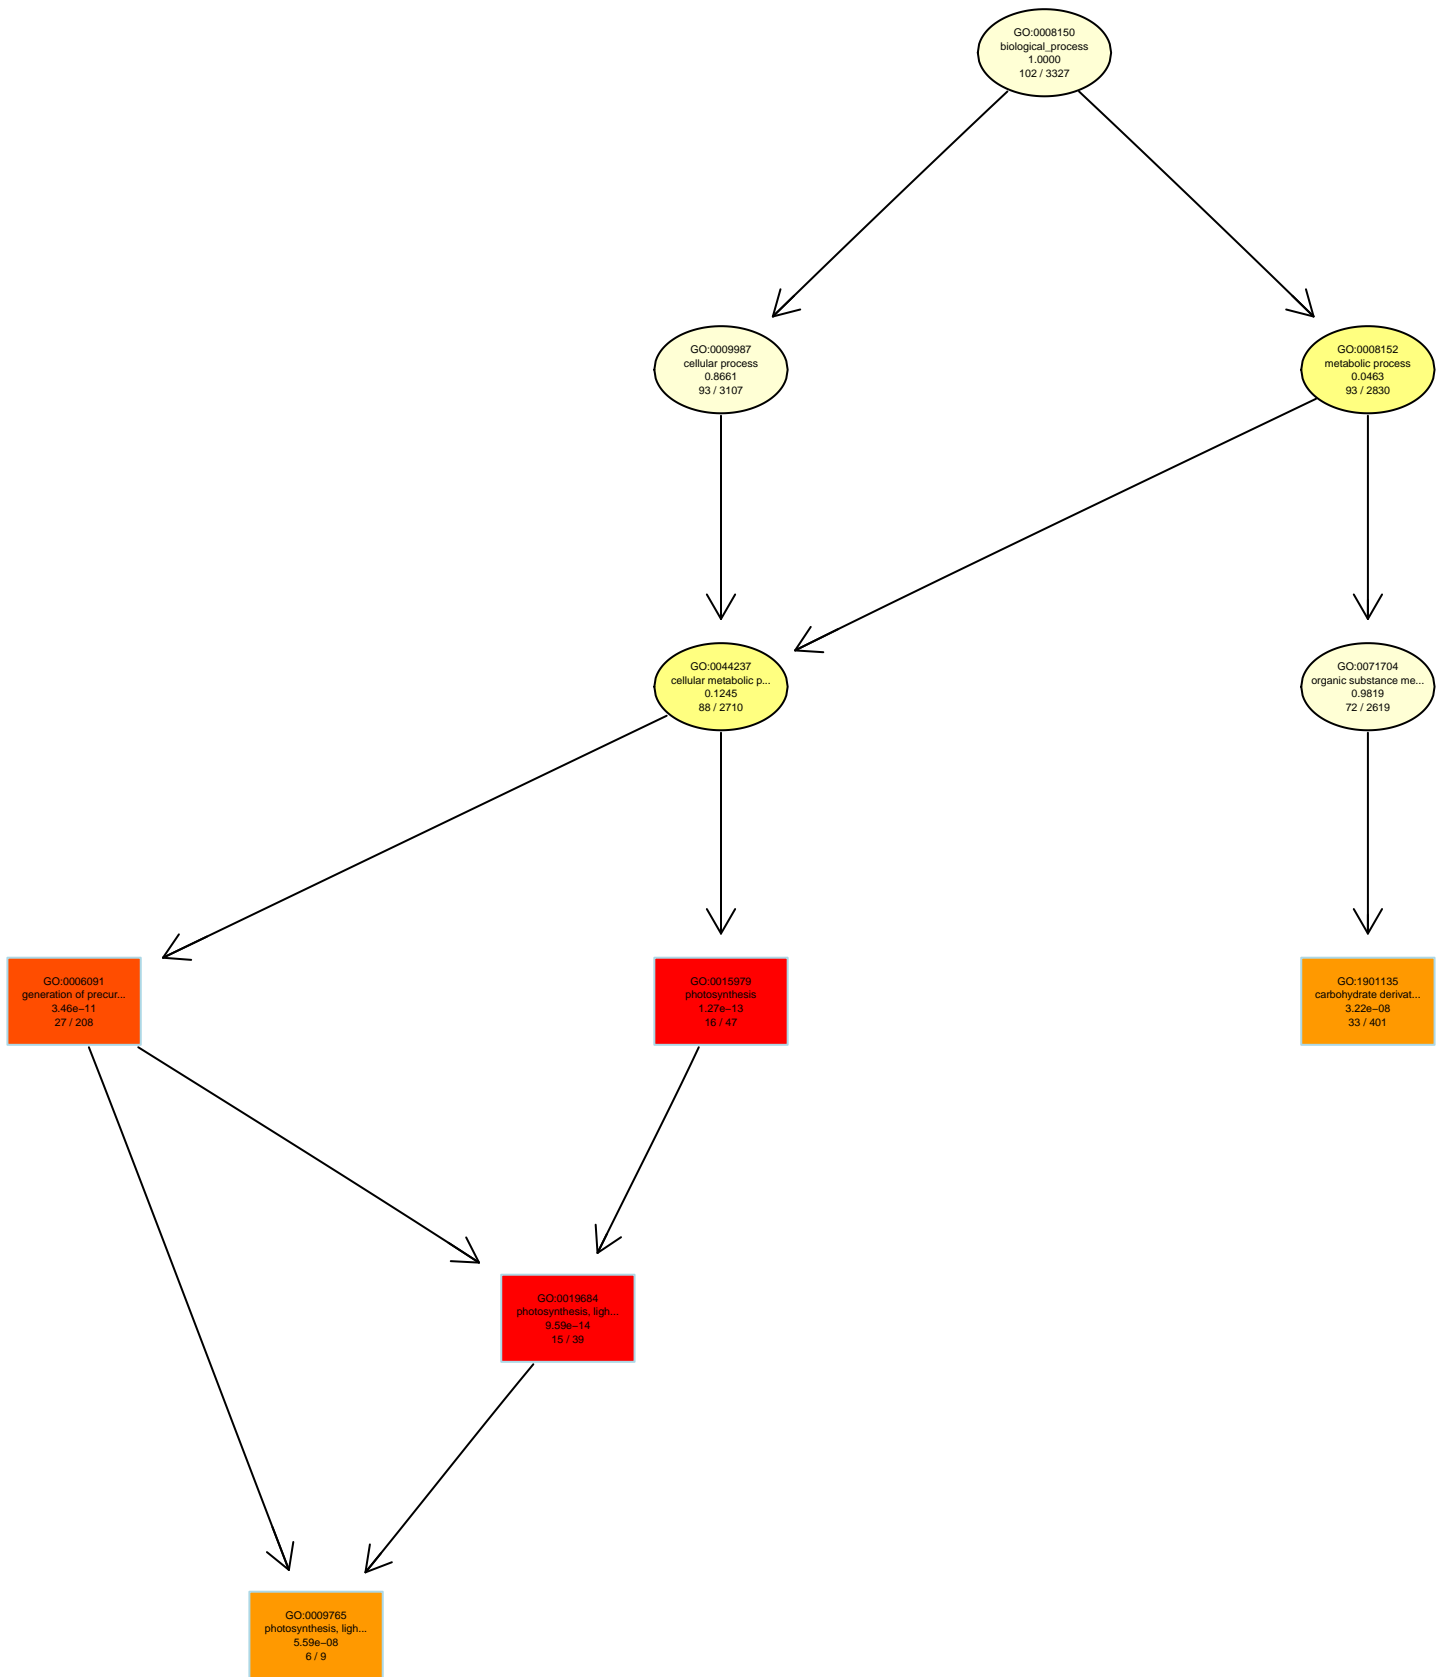 GO:0008150
biological_process
1.0000
102 / 3327
GO:0009987
cellular process
0.8661
93 / 3107
GO:0008152
metabolic process
0.0463
93 / 2830
GO:0044237
cellular metabolic p...
0.1245
88 / 2710
GO:0071704
organic substance me...
0.9819
72 / 2619
GO:0006091
generation of precur...
3.46e−11
27 / 208
GO:0015979
photosynthesis
1.27e−13
16 / 47
GO:1901135
carbohydrate derivat...
3.22e−08
33 / 401
GO:0019684
photosynthesis, ligh...
9.59e−14
15 / 39
GO:0009765
photosynthesis, ligh...
5.59e−08
6 / 9